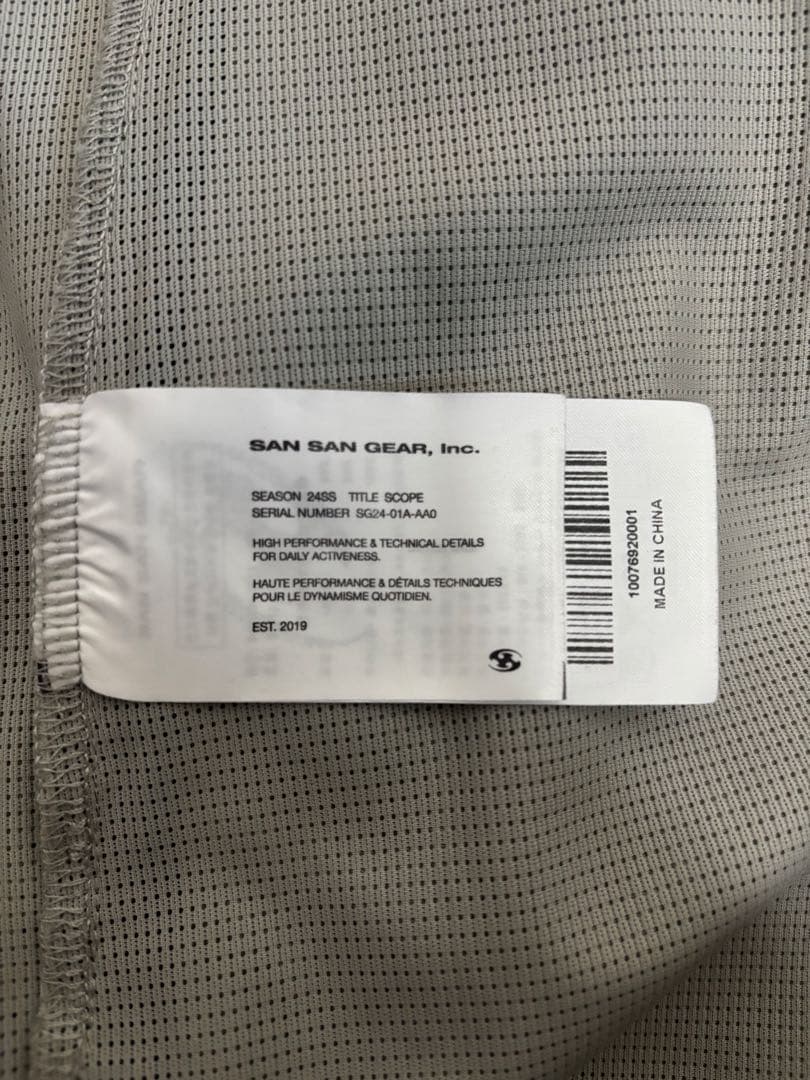 SAN SAN GEAR, Inc.
SEASON 24SS TITLE SCOPE
SERIAL NUMBER SG24-01A-AA0
HIGH PERFORMANCE & TECHNICAL DETAILS
FOR DAILY ACTIVENESS.
HAUTE PERFORMANCE & DÉTAILS TECHNIQUES
POUR LE DYNAMISME QUOTIDIEN.
EST. 2019
10076920001
MADE IN CHINA